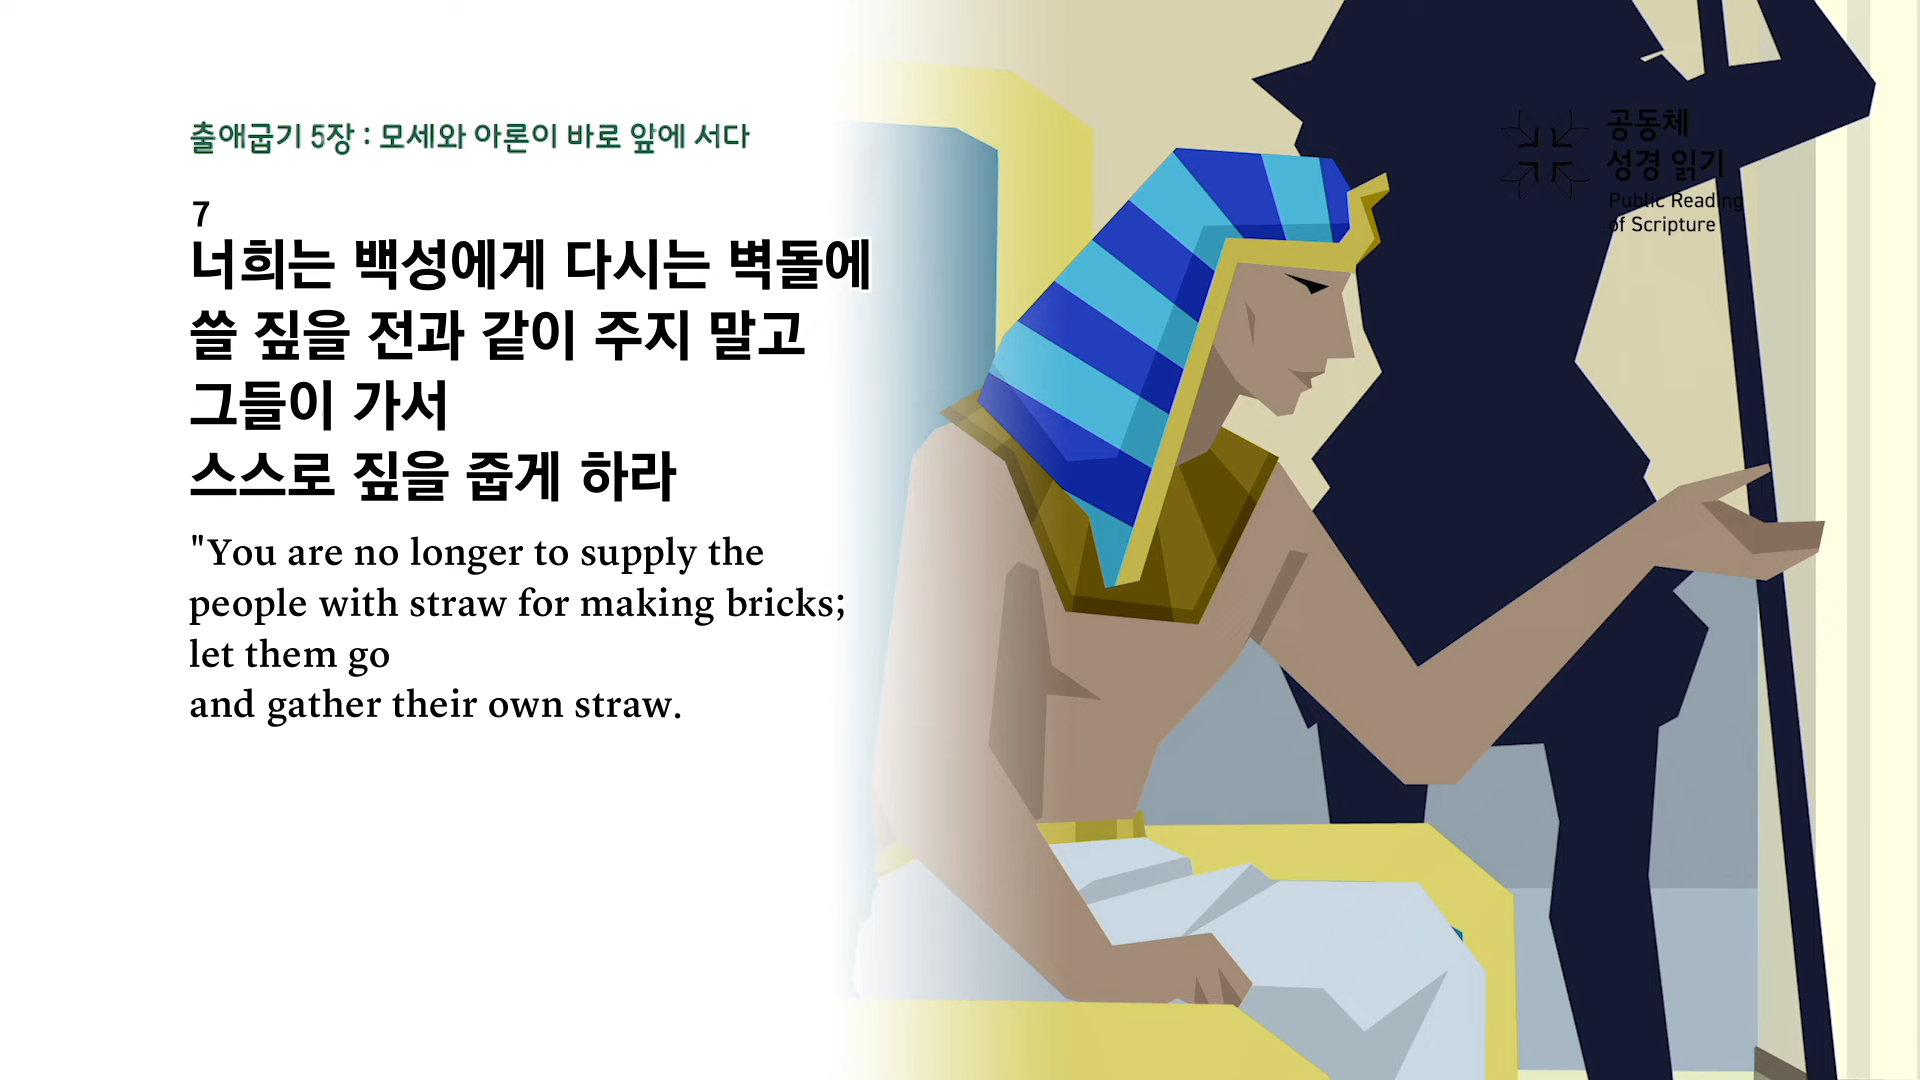 출애굽기 5장 : 모세와 아론이 바로 앞에 서다
7
너희는 백성에게 다시는 벽돌에
쓸 짚을 전과 같이 주지 말고
그들이 가서
스스로 짚을 줍게 하라
"You are no longer to supply the
people with straw for making bricks;
let them go
and gather their own straw.
공동체
성경 읽기
Public Reading
of Scripture